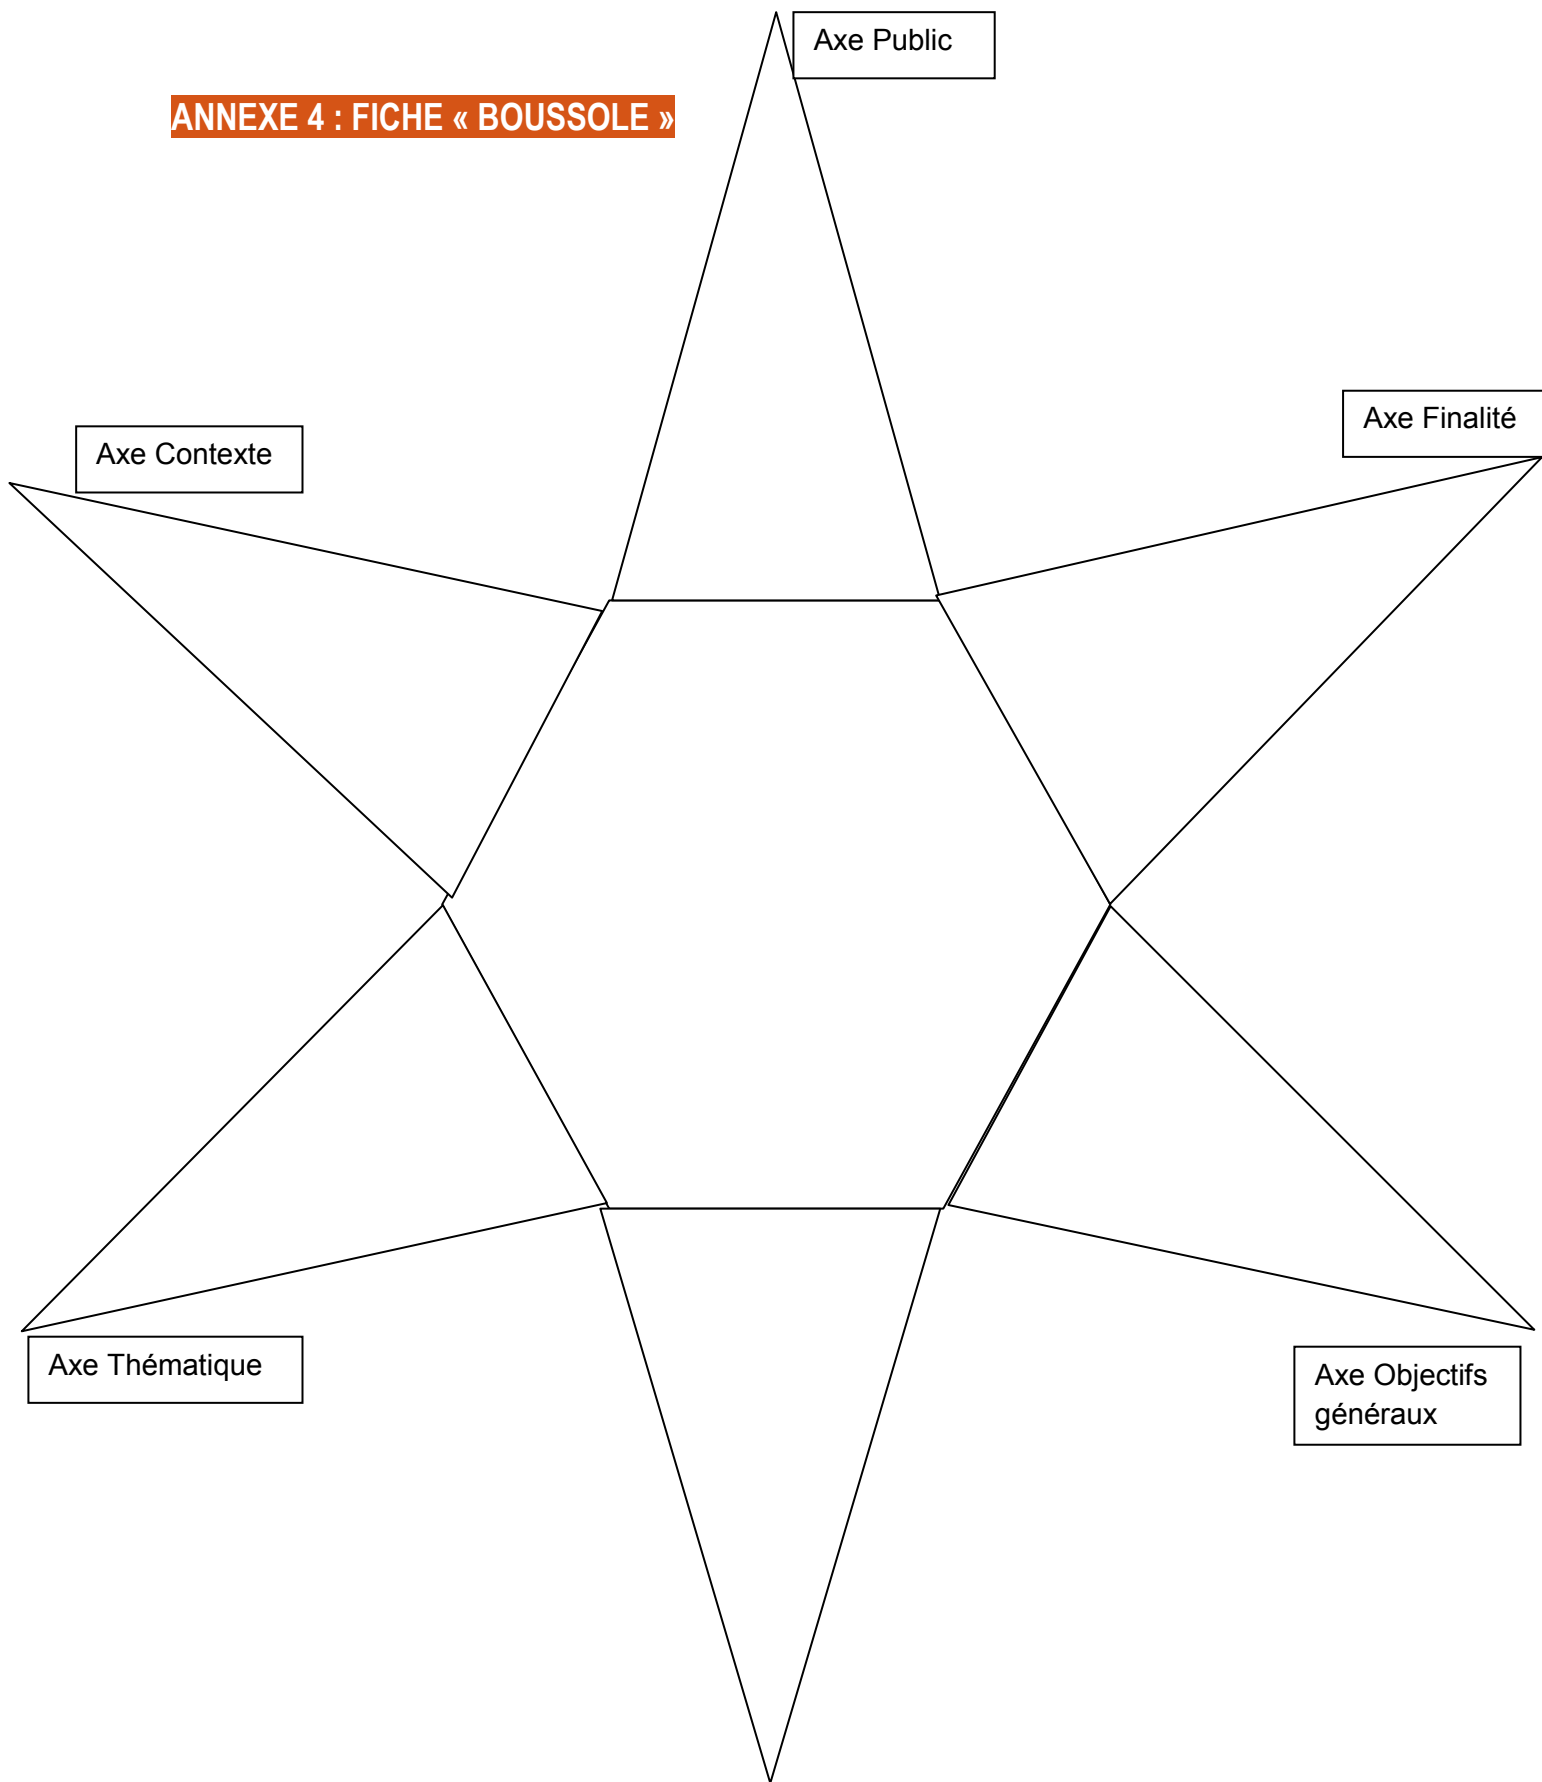 Axe Public
ANNEXE 4 : FICHE « BOUSSOLE »
Axe Finalité
Axe Contexte
Axe Thématique
Axe Objectifs
généraux